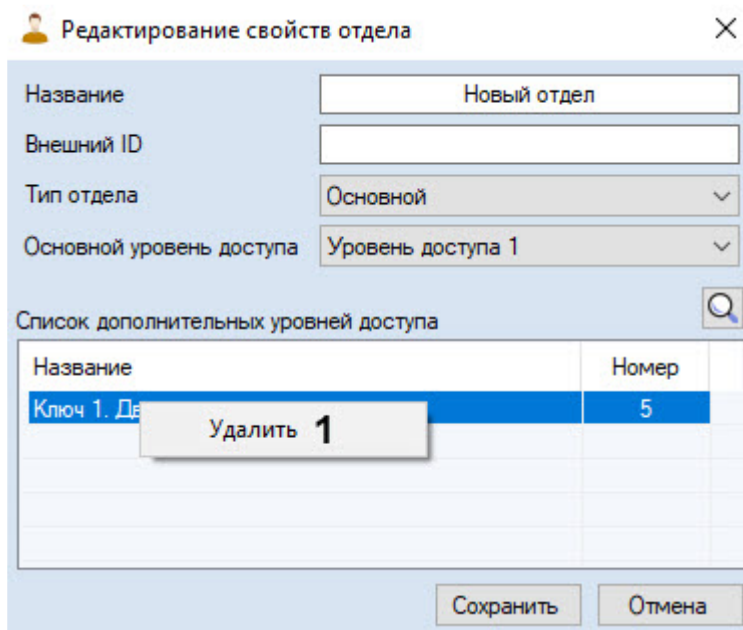 Редактирование свойств отдела
Название Новый отдел
Внешний ID
Тип отдела Основной
Основной уровень доступа Уровень доступа 1
Список дополнительных уровней доступа
Название Номер
Ключ 1. 5
Удалить 1
Сохранить Отмена